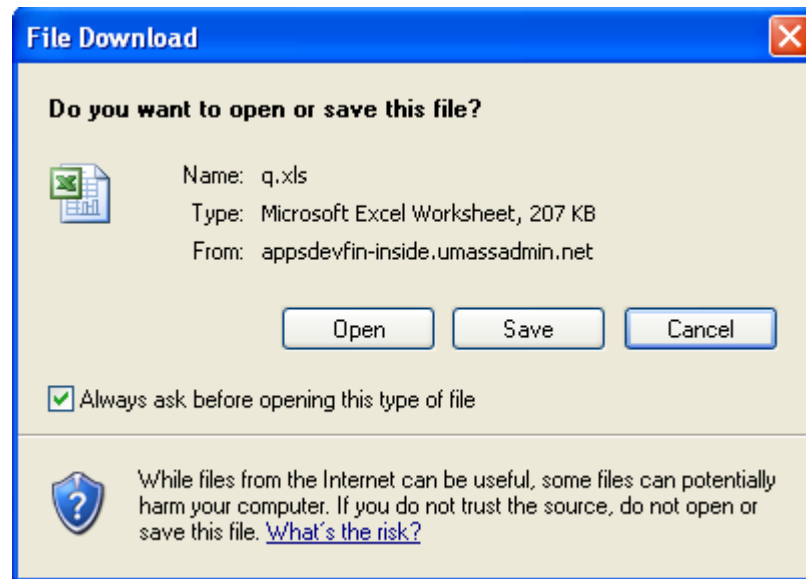 File Download
Do you want to open or save this file?
Name: q.xls
Type: Microsoft Excel Worksheet, 207 KB
From: appsdevfin-inside.umassadmin.net
Open Save Cancel
Always ask before opening this type of file
While files from the Internet can be useful, some files can potentially
harm your computer. If you do not trust the source, do not open or
save this file. What's the risk?